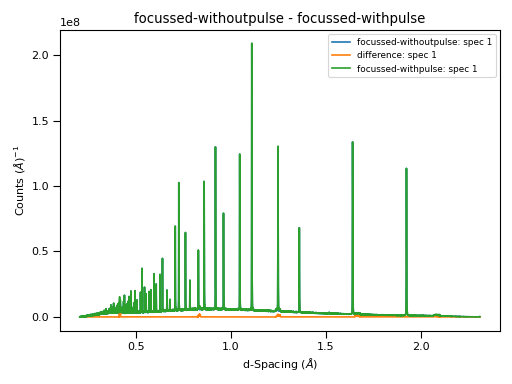 focussed-withoutpulse - focussed-withpulse
1e8
focussed-withoutpulse: spec 1
difference: spec 1
focussed-withpulse: spec 1
2.0
1.5
1.0
0.5
0.0
Counts (Å)⁻¹
0.5 1.0 1.5 2.0
d-Spacing (Å)